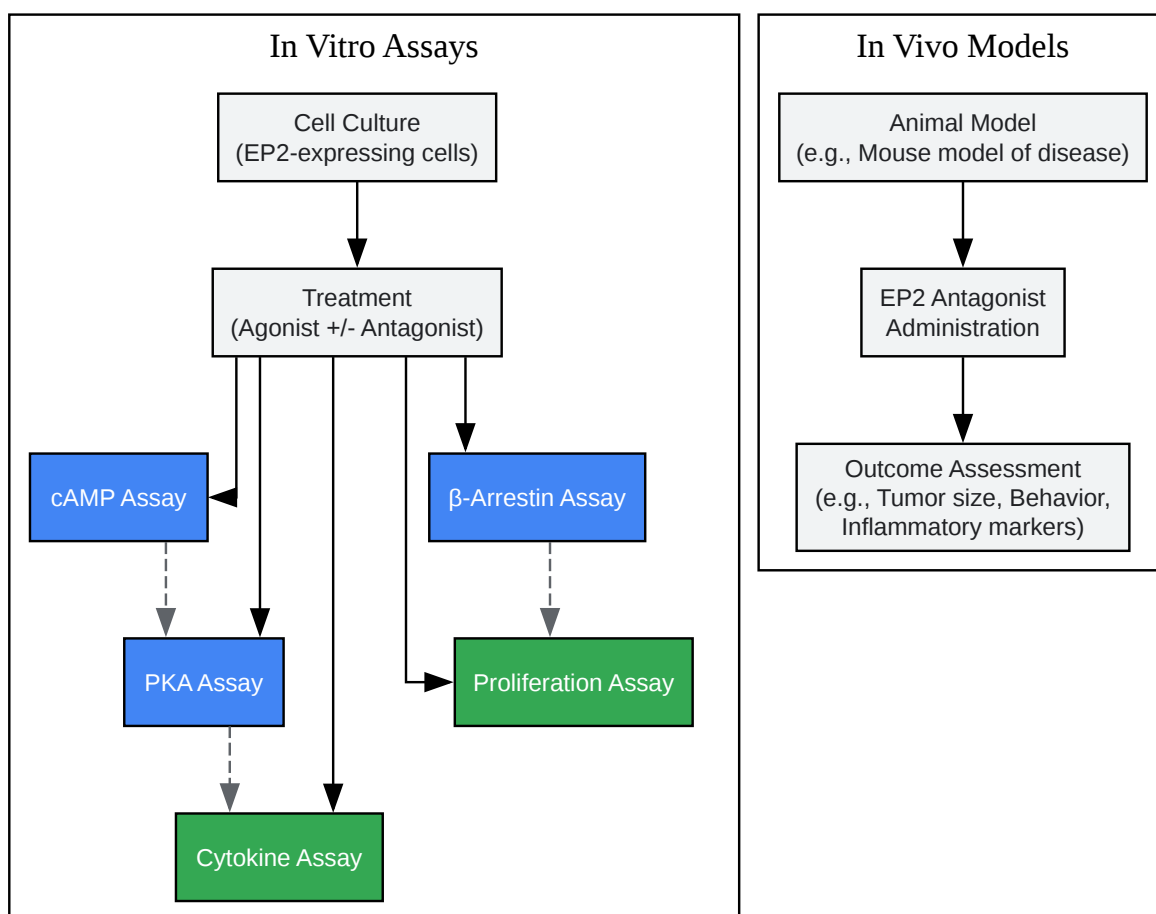 In Vitro Assays
Cell Culture
(EP2-expressing cells)
Treatment
(Agonist +/- Antagonist)
cAMP Assay
β-Arrestin Assay
PKA Assay
Proliferation Assay
Cytokine Assay
In Vivo Models
Animal Model
(e.g., Mouse model of disease)
EP2 Antagonist
Administration
Outcome Assessment
(e.g., Tumor size, Behavior,
Inflammatory markers)